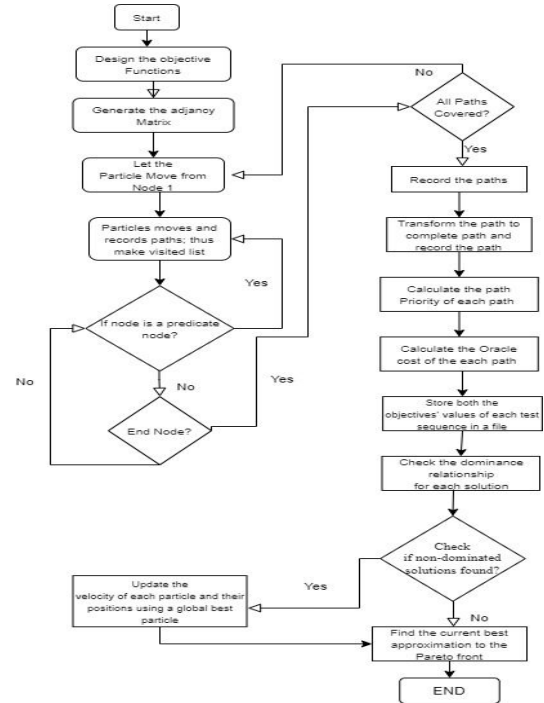 Start
Design the objective
Functions
Generate the adjancy
Matrix
Let the
Particle Move from
Node 1
Particles moves and
records paths; thus
make visited list
Yes
If node is a predicate
node?
No
No
End Node?
Yes
No
All Paths
Covered?
Yes
Record the paths
Transform the path to
complete path and
record the path
Calculate the path
Priority of each path
Calculate the Oracle
cost of the each path
Store both the
objectives' values of each test
sequence in a file
Check the dominance
relationship
for each solution
Check
if non-dominated
solutions found?
Yes
Update the
velocity of each particle and their
positions using a global best
particle
No
Find the current best
approximation to the
Pareto front
END